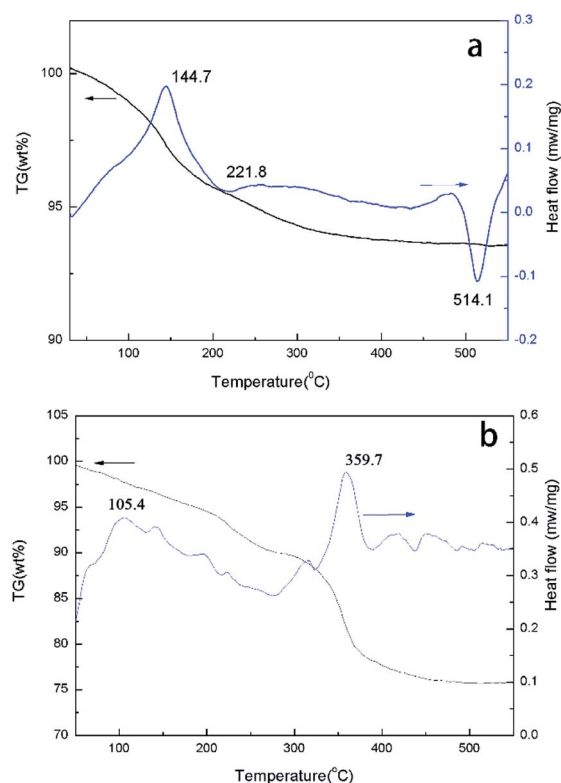 a
144.7
221.8
514.1
100
95
90
TG(wt%)
0.3
0.2
0.1
0.0
-0.1
-0.2
Heat flow (mw/mg)
100 200 300 400 500
Temperature(⁰C)
b
359.7
105.4
105
100
95
90
85
80
75
70
TG(wt%)
0.6
0.5
0.4
0.3
0.2
0.1
0.0
Heat flow (mw/mg)
100 200 300 400 500
Temperature(⁰C)